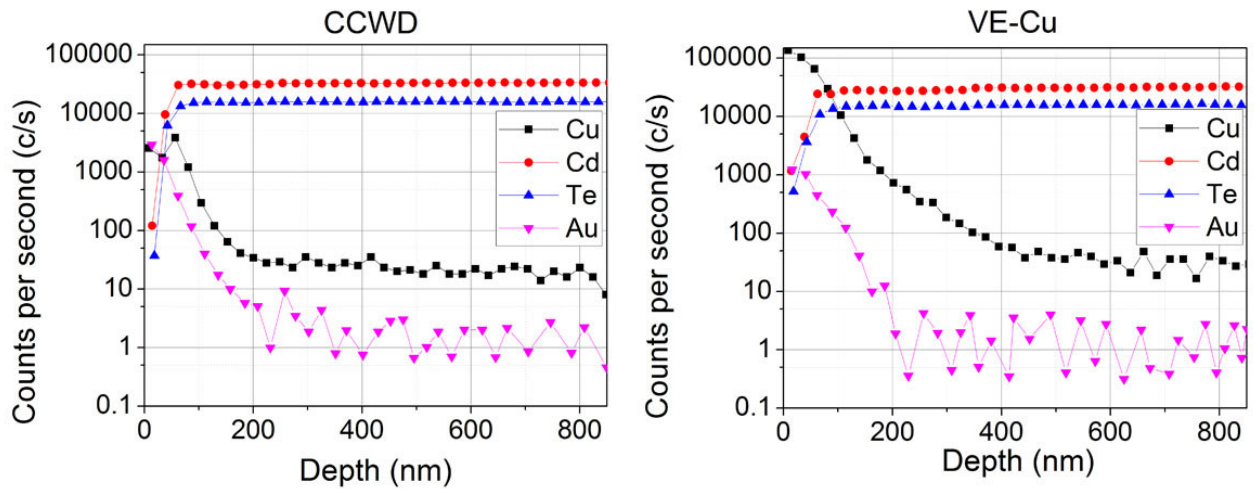 CCWD
Counts per second (c/s)
100000
10000
1000
100
10
1
0.1
Cu
Cd
Te
Au
0 200 400 600 800
Depth (nm)
VE-Cu
Counts per second (c/s)
100000
10000
1000
100
10
1
0.1
Cu
Cd
Te
Au
0 200 400 600 800
Depth (nm)